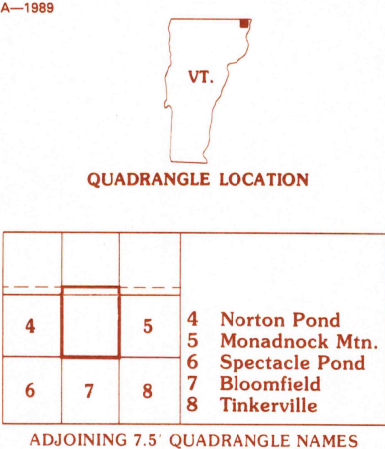 A—1989
VT.
QUADRANGLE LOCATION
4 5
6 7 8
4 Norton Pond
5 Monadnock Mtn.
6 Spectacle Pond
7 Bloomfield
8 Tinkerville
ADJOINING 7.5′ QUADRANGLE NAMES